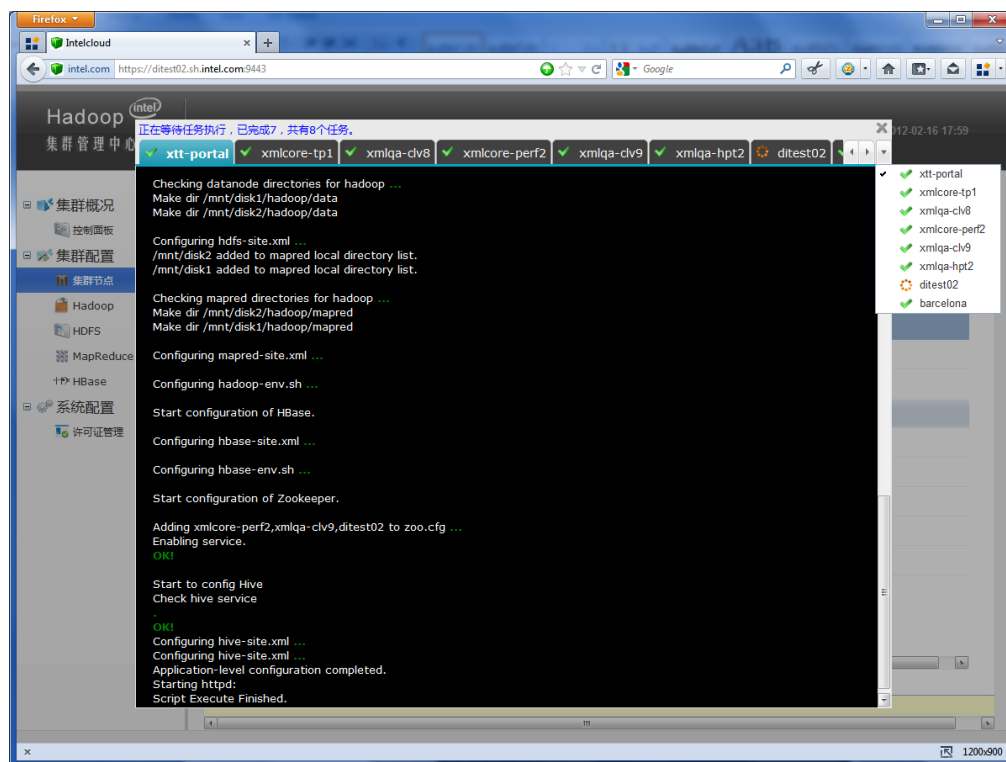 Firefox
Intelcloud
intel.com https://ditest02.sh.intel.com:9443
Google
Hadoop (intel)
集群管理中心
012-02-16 17:59
正在等待任务执行，已完成7，共有8个任务。
xtt-portal xmlcore-tp1 xmlqa-clv8 xmlcore-perf2 xmlqa-clv9 xmlqa-hpt2 ditest02
xtt-portal
xmlcore-tp1
xmlqa-clv8
xmlcore-perf2
xmlqa-clv9
xmlqa-hpt2
ditest02
barcelona
集群概况
控制面板
集群配置
集群节点
Hadoop
HDFS
MapReduce
HBase
系统配置
许可证管理
Checking datanode directories for hadoop ...
Make dir /mnt/disk1/hadoop/data
Make dir /mnt/disk2/hadoop/data
Configuring hdfs-site.xml ...
/mnt/disk2 added to mapred local directory list.
/mnt/disk1 added to mapred local directory list.
Checking mapred directories for hadoop ...
Make dir /mnt/disk2/hadoop/mapred
Make dir /mnt/disk1/hadoop/mapred
Configuring mapred-site.xml ...
Configuring hadoop-env.sh ...
Start configuration of HBase.
Configuring hbase-site.xml ...
Configuring hbase-env.sh ...
Start configuration of Zookeeper.
Adding xmlcore-perf2,xmlqa-clv9,ditest02 to zoo.cfg ...
Enabling service.
OK!
Start to config Hive
Check hive service
.
OK!
Configuring hive-site.xml ...
Configuring hive-site.xml ...
Application-level configuration completed.
Starting httpd:
Script Execute Finished.
1200x900